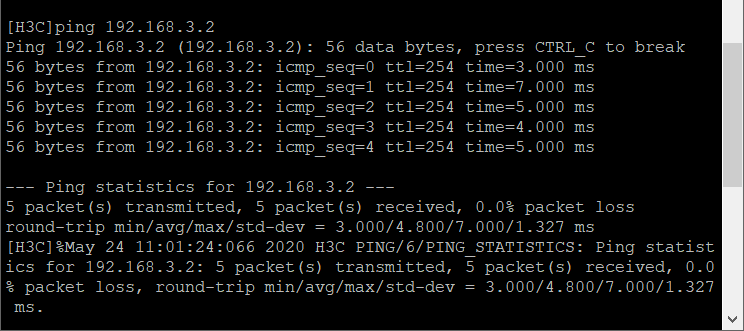 [H3C]ping 192.168.3.2
Ping 192.168.3.2 (192.168.3.2): 56 data bytes, press CTRL_C to break
56 bytes from 192.168.3.2: icmp_seq=0 ttl=254 time=3.000 ms
56 bytes from 192.168.3.2: icmp_seq=1 ttl=254 time=7.000 ms
56 bytes from 192.168.3.2: icmp_seq=2 ttl=254 time=5.000 ms
56 bytes from 192.168.3.2: icmp_seq=3 ttl=254 time=4.000 ms
56 bytes from 192.168.3.2: icmp_seq=4 ttl=254 time=5.000 ms
--- Ping statistics for 192.168.3.2 ---
5 packet(s) transmitted, 5 packet(s) received, 0.0% packet loss
round-trip min/avg/max/std-dev = 3.000/4.800/7.000/1.327 ms
[H3C]%May 24 11:01:24:066 2020 H3C PING/6/PING_STATISTICS: Ping statist
ics for 192.168.3.2: 5 packet(s) transmitted, 5 packet(s) received, 0.0
% packet loss, round-trip min/avg/max/std-dev = 3.000/4.800/7.000/1.327
 ms.